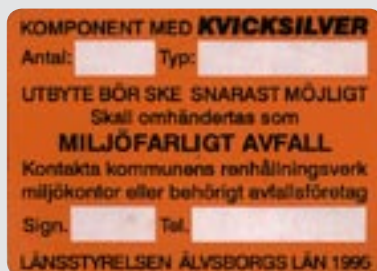 KOMPONENT MED KVICKSILVER
Antal: Typ:
UTBYTE BÖR SKE SNARAST MÖJLIGT
Skall omhändertas som
MILJÖFARLIGT AVFALL
Kontakta kommunens renhållningsverk
miljökontor eller behörigt avfallsföretag
Sign. Tel.
LÄNSSTYRELSEN ÄLVSBORGS LÄN 1995